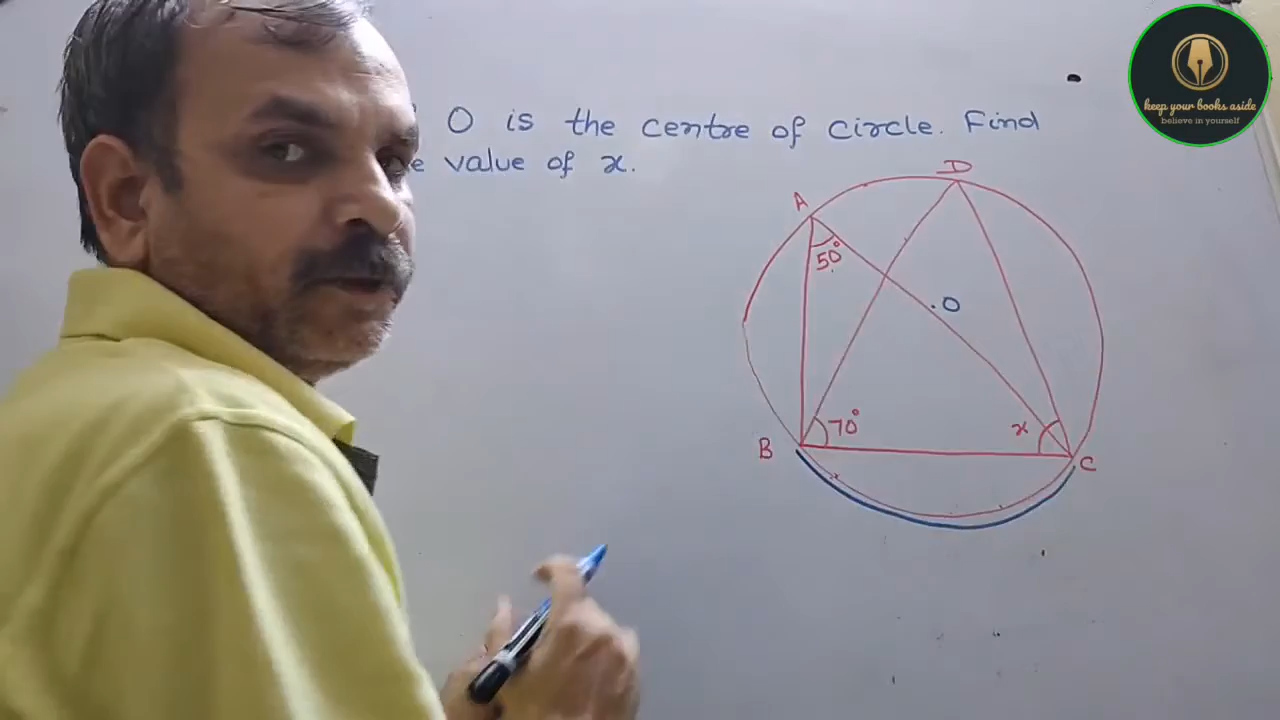 O is the centre of circle. Find
value of x.
D
A
50°
O
70°
x
B
C
keep your books aside
believe in yourself